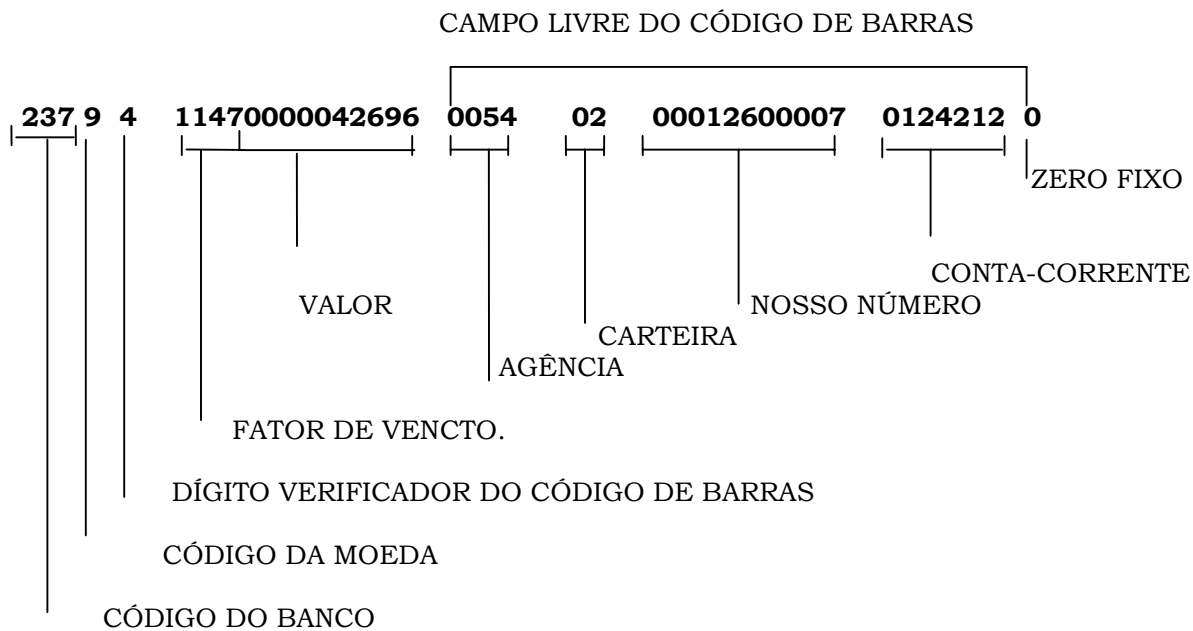 CAMPO LIVRE DO CÓDIGO DE BARRAS
237 9 4 11470000042696 0054 02 00012600007 0124212 0
ZERO FIXO
CONTA-CORRENTE
VALOR NOSSO NÚMERO
CARTEIRA
AGÊNCIA
FATOR DE VENCTO.
DÍGITO VERIFICADOR DO CÓDIGO DE BARRAS
CÓDIGO DA MOEDA
CÓDIGO DO BANCO